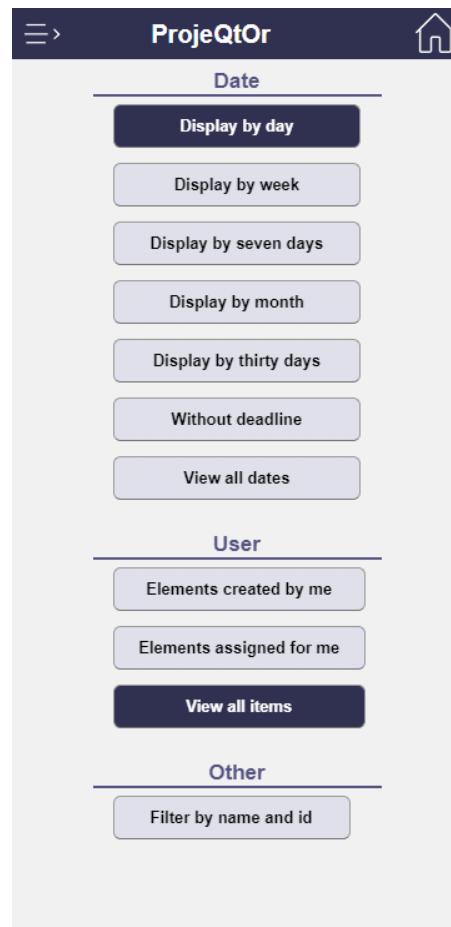 ProjeQtOr
Date
Display by day
Display by week
Display by seven days
Display by month
Display by thirty days
Without deadline
View all dates
User
Elements created by me
Elements assigned for me
View all items
Other
Filter by name and id